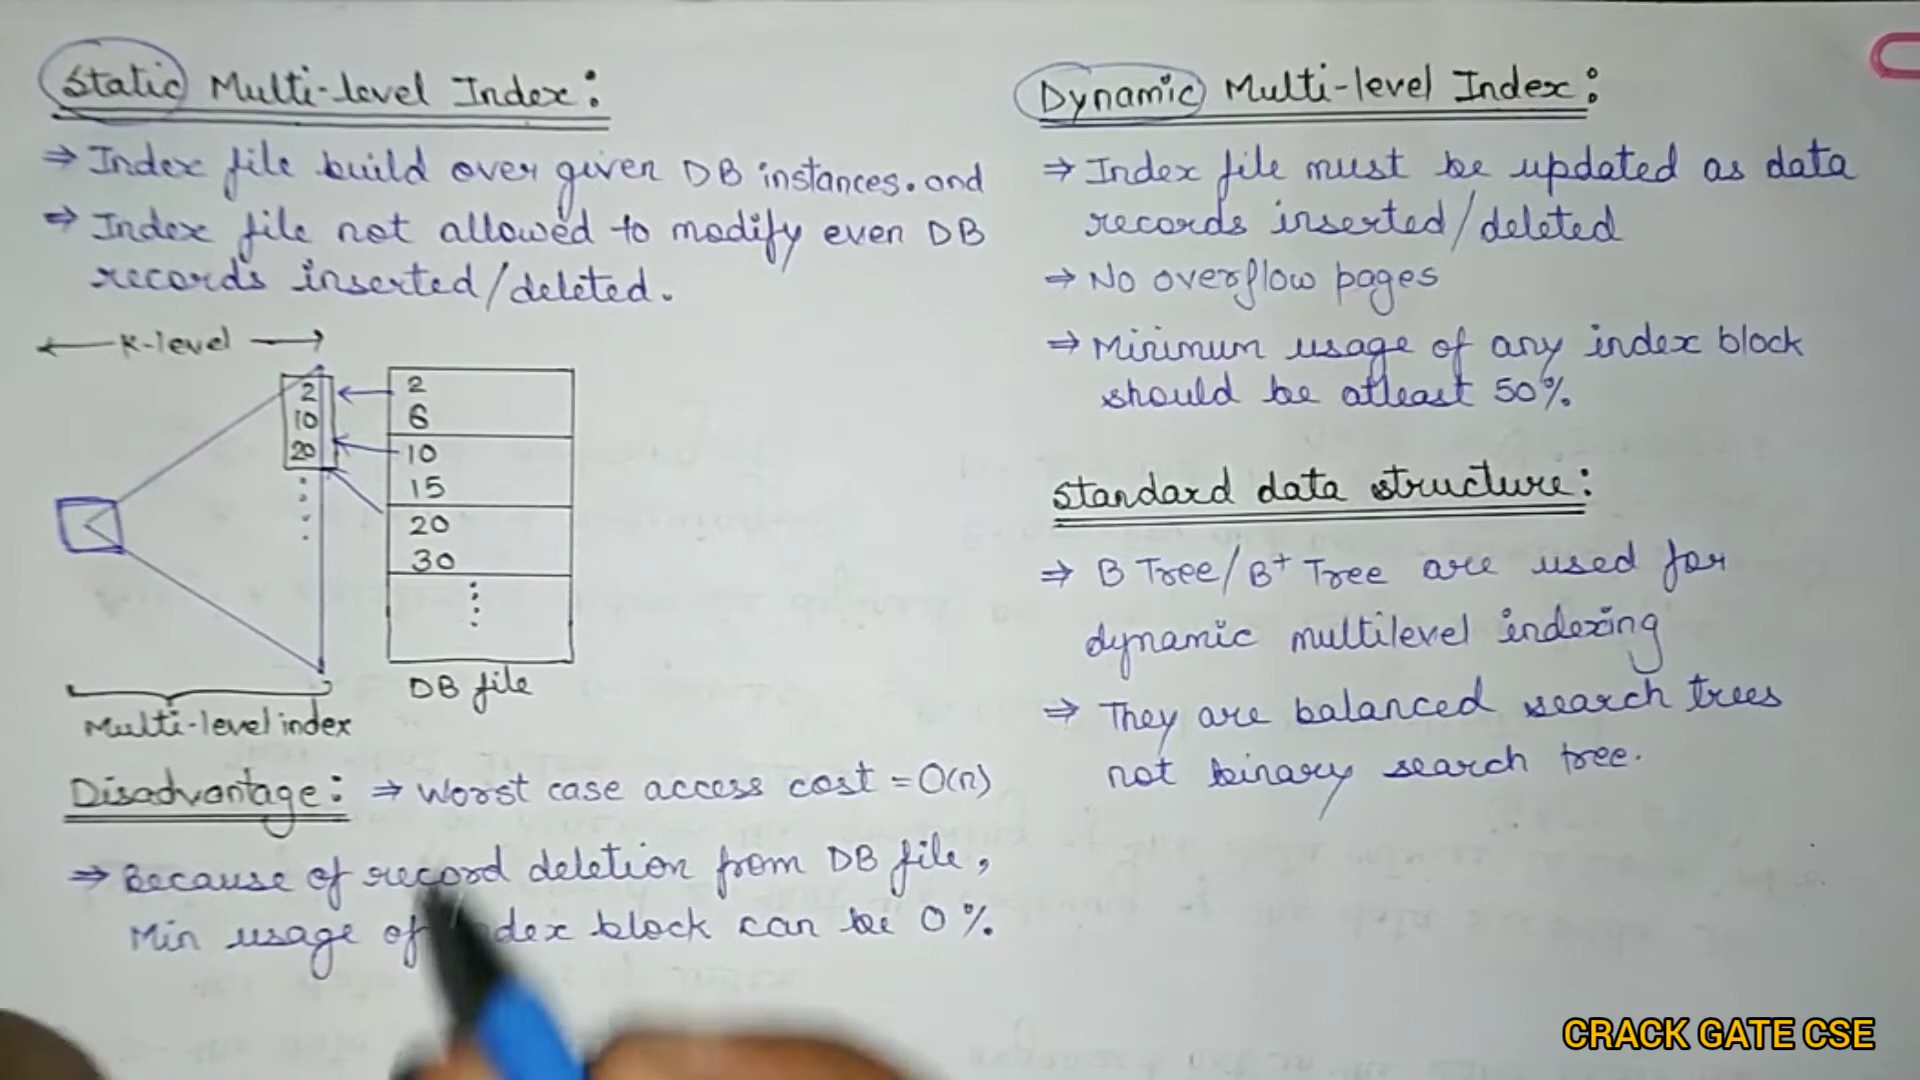 Static Multi-level Index:
⇒ Index file build over given DB instances. and
⇒ Index file not allowed to modify even DB
records inserted/deleted.
← K-level →
2
10
20
2
6
10
15
20
30
DB file
Multi-level index
Disadvantage: ⇒ Worst case access cost = O(n)
⇒ Because of record deletion from DB file,
Min usage of index block can be 0%.
Dynamic Multi-level Index:
⇒ Index file must be updated as data
records inserted/deleted
⇒ No overflow pages
⇒ Minimum usage of any index block
should be atleast 50%.
Standard data structure:
⇒ B Tree/B+ Tree are used for
dynamic multilevel indexing
⇒ They are balanced search trees
not binary search tree.
CRACK GATE CSE